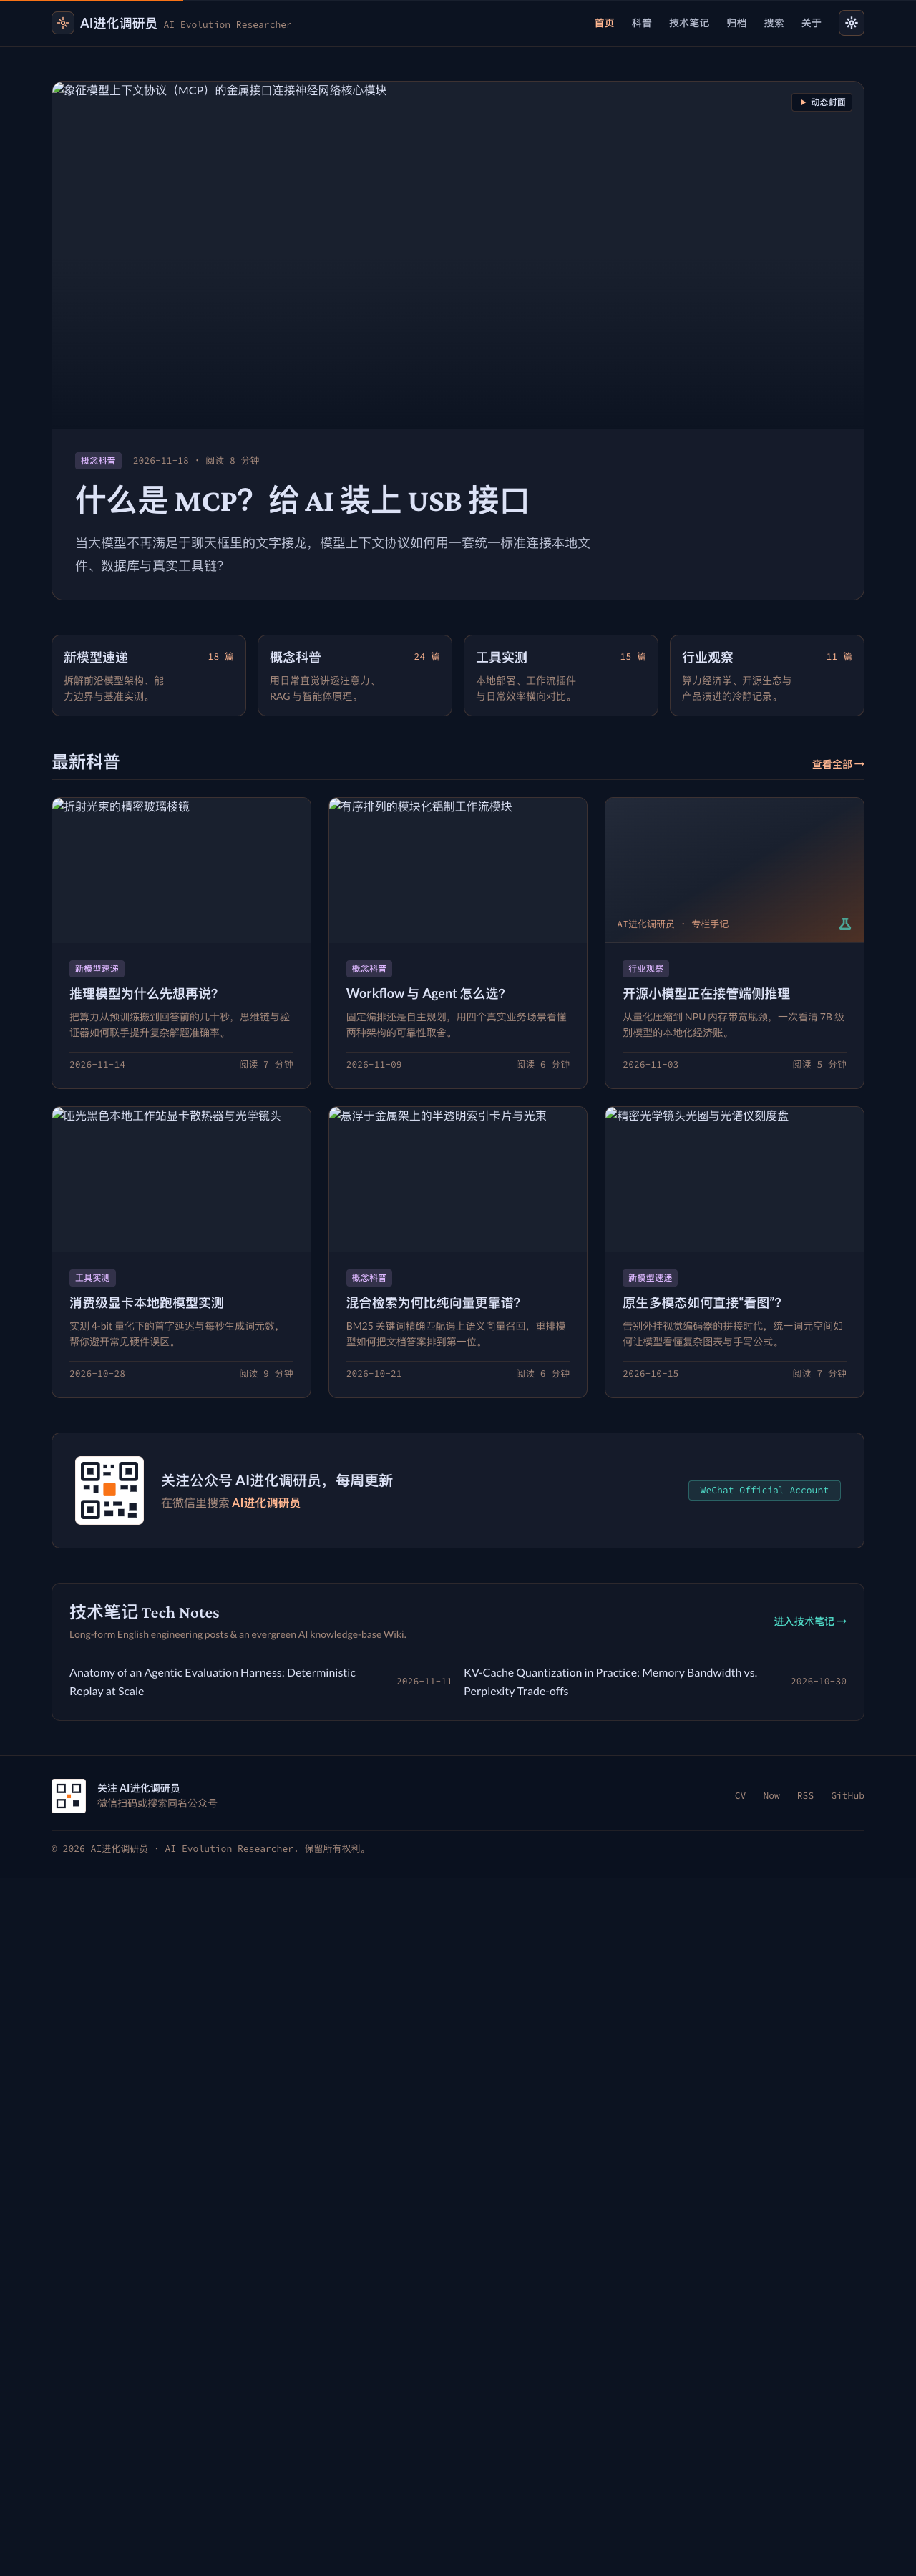 AI进化调研员 AI Evolution Researcher
首页 科普 技术笔记 归档 搜索 关于
象征模型上下文协议（MCP）的金属接口连接神经网络核心模块
动态封面
概念科普 2026-11-18 · 阅读 8 分钟
什么是 MCP？给 AI 装上 USB 接口
当大模型不再满足于聊天框里的文字接龙，模型上下文协议如何用一套统一标准连接本地文
件、数据库与真实工具链？
新模型速递 18 篇
拆解前沿模型架构、能
力边界与基准实测。
概念科普 24 篇
用日常直觉讲透注意力、
RAG 与智能体原理。
工具实测 15 篇
本地部署、工作流插件
与日常效率横向对比。
行业观察 11 篇
算力经济学、开源生态与
产品演进的冷静记录。
最新科普
查看全部 →
折射光束的精密玻璃棱镜
新模型速递
推理模型为什么先想再说？
把算力从预训练搬到回答前的几十秒，思维链与验
证器如何联手提升复杂解题准确率。
2026-11-14 阅读 7 分钟
有序排列的模块化铝制工作流模块
概念科普
Workflow 与 Agent 怎么选？
固定编排还是自主规划，用四个真实业务场景看懂
两种架构的可靠性取舍。
2026-11-09 阅读 6 分钟
AI进化调研员 · 专栏手记
行业观察
开源小模型正在接管端侧推理
从量化压缩到 NPU 内存带宽瓶颈，一次看清 7B 级
别模型的本地化经济账。
2026-11-03 阅读 5 分钟
哑光黑色本地工作站显卡散热器与光学镜头
工具实测
消费级显卡本地跑模型实测
实测 4-bit 量化下的首字延迟与每秒生成词元数，
帮你避开常见硬件误区。
2026-10-28 阅读 9 分钟
悬浮于金属架上的半透明索引卡片与光束
概念科普
混合检索为何比纯向量更靠谱？
BM25 关键词精确匹配遇上语义向量召回，重排模
型如何把文档答案排到第一位。
2026-10-21 阅读 6 分钟
精密光学镜头光圈与光谱仪刻度盘
新模型速递
原生多模态如何直接“看图”？
告别外挂视觉编码器的拼接时代，统一词元空间如
何让模型看懂复杂图表与手写公式。
2026-10-15 阅读 7 分钟
关注公众号 AI进化调研员，每周更新
在微信里搜索 AI进化调研员
WeChat Official Account
技术笔记 Tech Notes
Long-form English engineering posts & an evergreen AI knowledge-base Wiki.
进入技术笔记 →
Anatomy of an Agentic Evaluation Harness: Deterministic
Replay at Scale
2026-11-11
KV-Cache Quantization in Practice: Memory Bandwidth vs.
Perplexity Trade-offs
2026-10-30
关注 AI进化调研员
微信扫码或搜索同名公众号
CV Now RSS GitHub
© 2026 AI进化调研员 · AI Evolution Researcher. 保留所有权利。